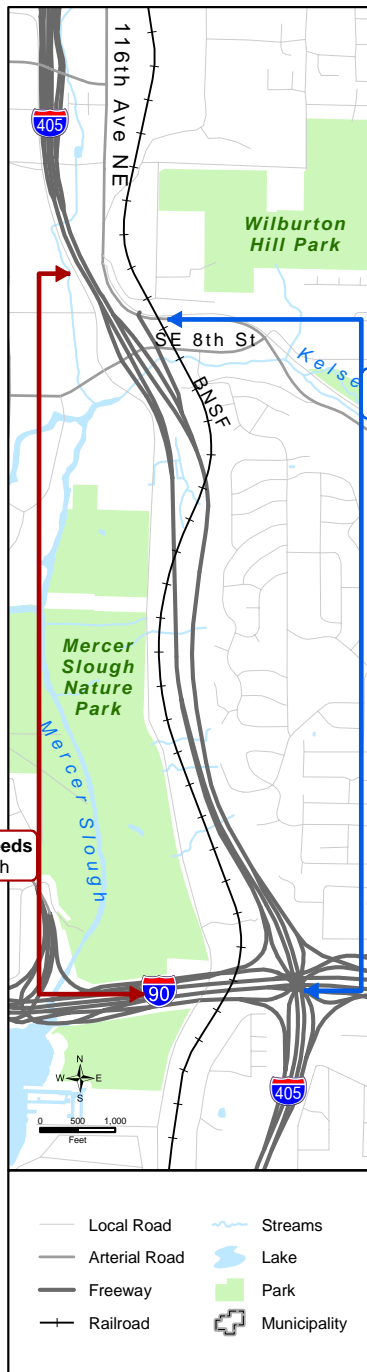 116th Ave NE
405
Wilburton
Hill Park
SE 8th St
Kelse
BNSF
Mercer
Slough
Nature
Park
Mercer Slough
eeds
h
90
N
W E
S
405
0 500 1,000
Feet
Local Road
Arterial Road
Freeway
Railroad
Streams
Lake
Park
Municipality